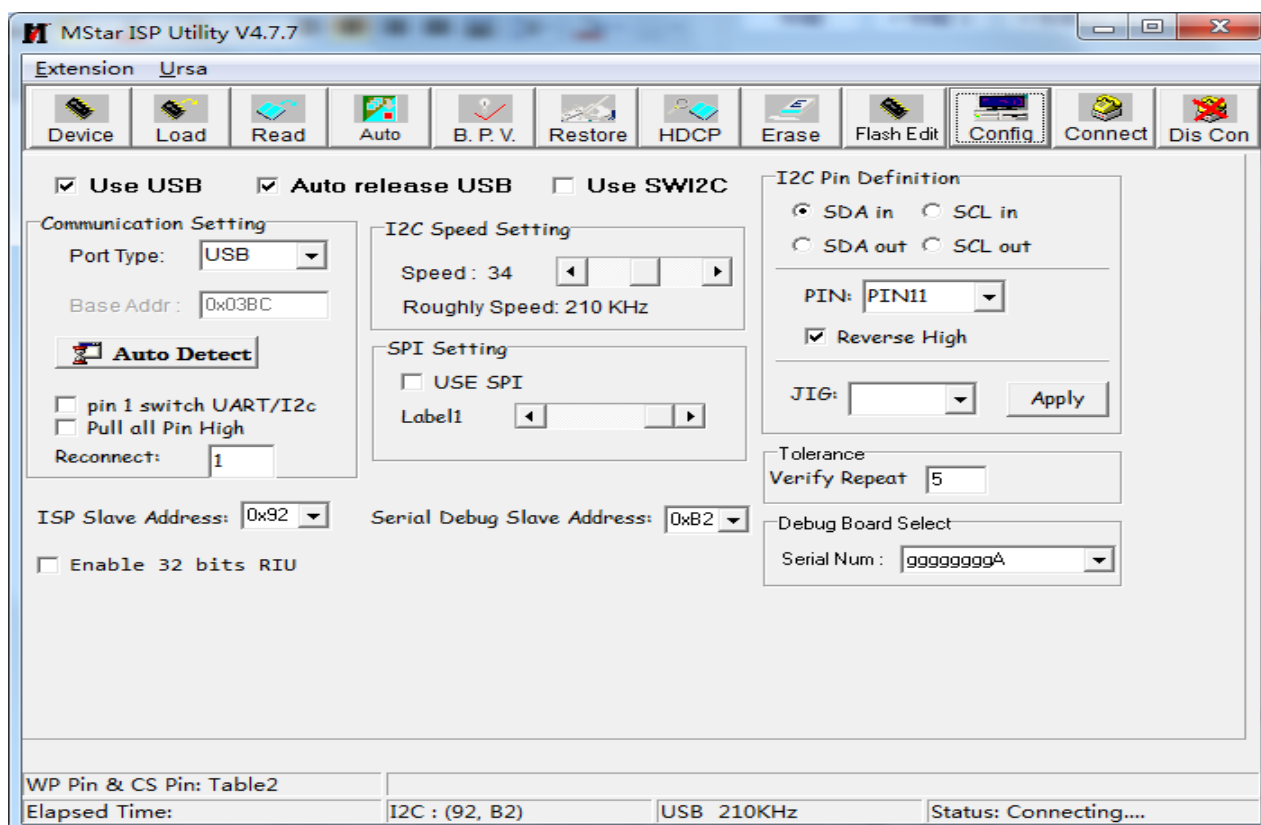 MStar ISP Utility V4.7.7
Extension Ursa
Device Load Read Auto B. P. V. Restore HDCP Erase Flash Edit Config Connect Dis Con
Use USB Auto release USB Use SWI2C
Communication Setting
Port Type: USB
Base Addr : 0x03BC
Auto Detect
pin 1 switch UART/I2c
Pull all Pin High
Reconnect: 1
I2C Speed Setting
Speed : 34
Roughly Speed: 210 KHz
SPI Setting
USE SPI
Label1
I2C Pin Definition
SDA in SCL in
SDA out SCL out
PIN: PIN11
Reverse High
JIG: Apply
Tolerance
Verify Repeat 5
ISP Slave Address: 0x92 Serial Debug Slave Address: 0xB2
Debug Board Select
Serial Num : ggggggggA
Enable 32 bits RIU
WP Pin & CS Pin: Table2
Elapsed Time: I2C : (92, B2) USB 210KHz Status: Connecting....